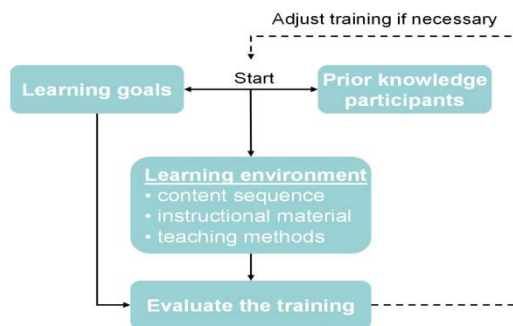 Adjust training if necessary
Start
Learning goals
Prior knowledge
participants
Learning environment
• content sequence
• instructional material
• teaching methods
Evaluate the training